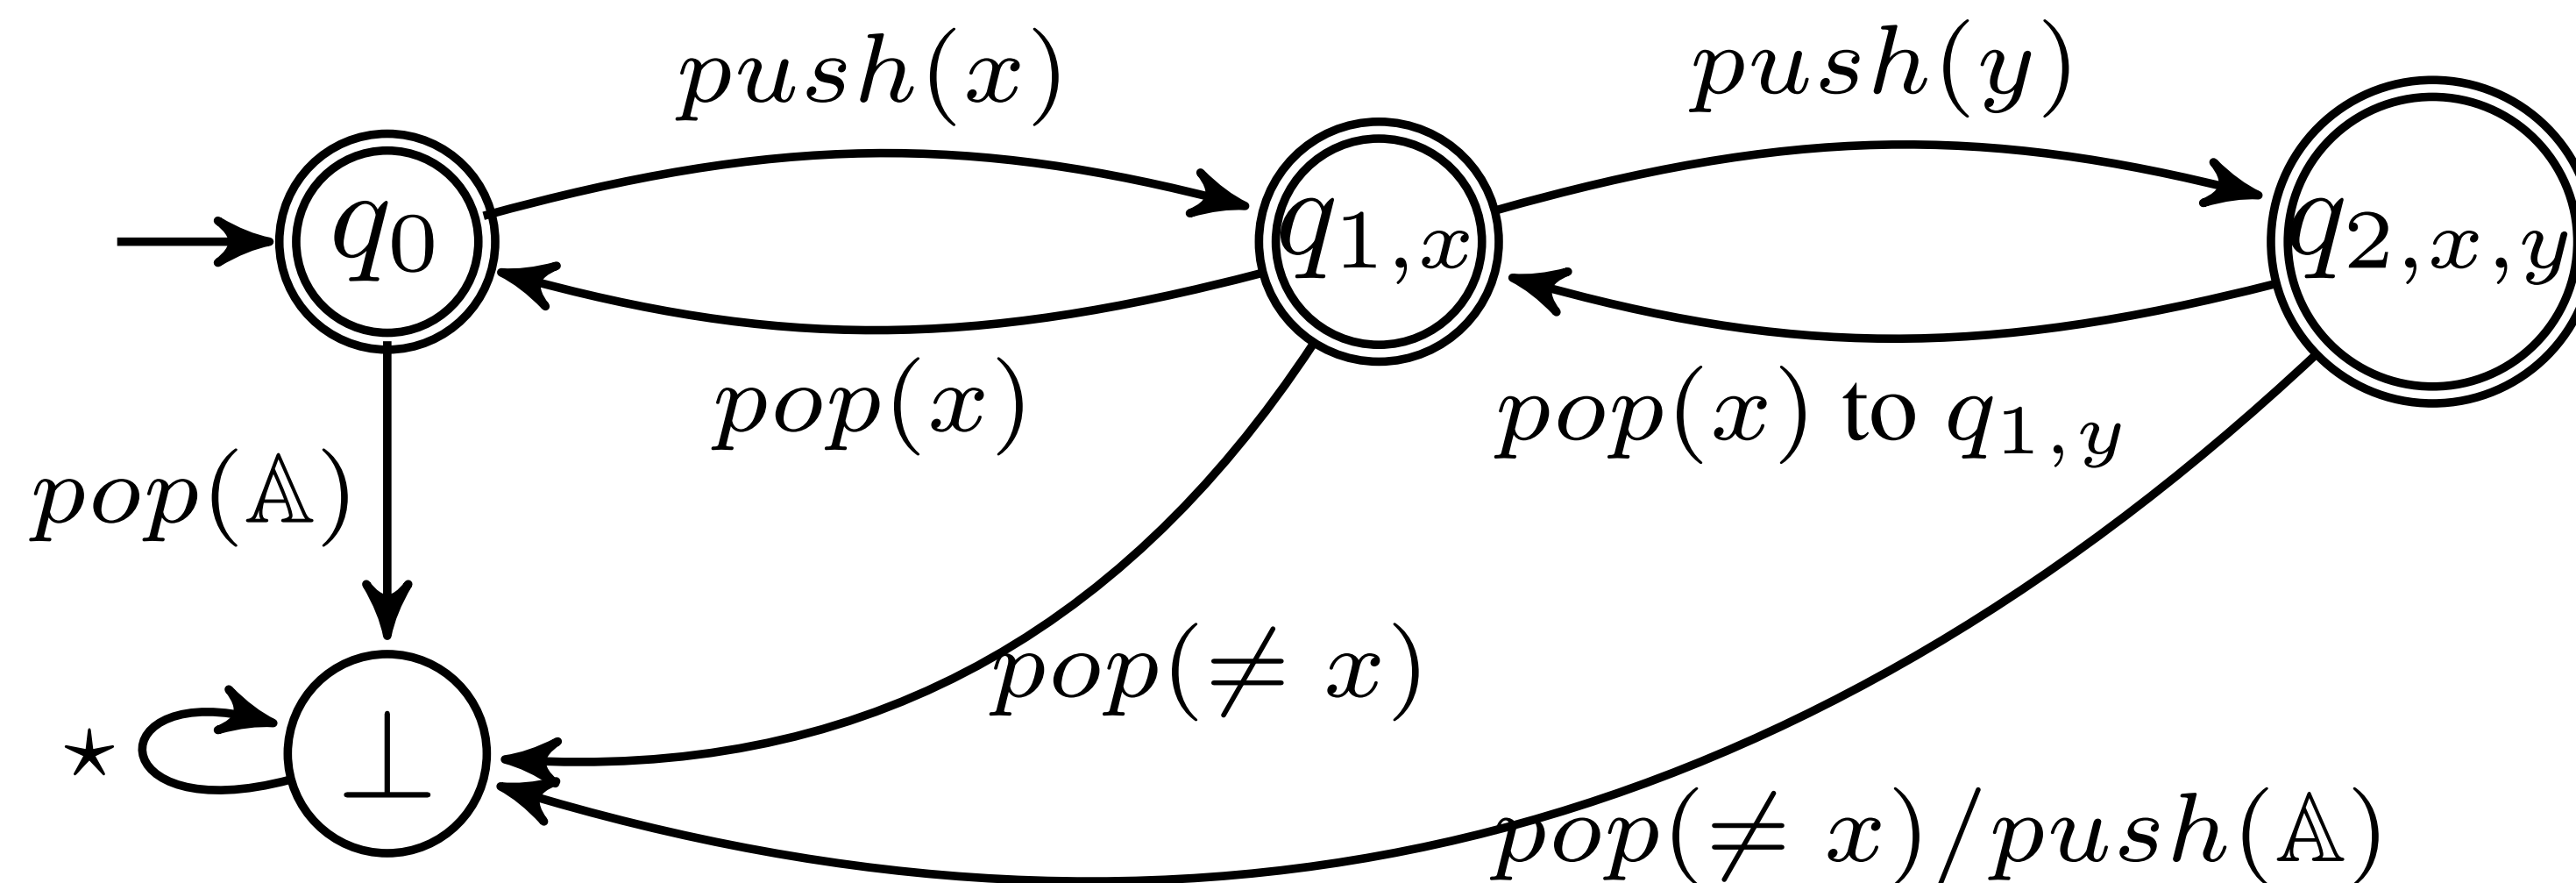 push(x)
push(y)
q₀
q₁,ₓ
q₂,ₓ,ᵧ
pop(x)
pop(x) to q₁,ᵧ
pop(𝔸)
pop(≠ x)
⋆
⊥
pop(≠ x)/push(𝔸)